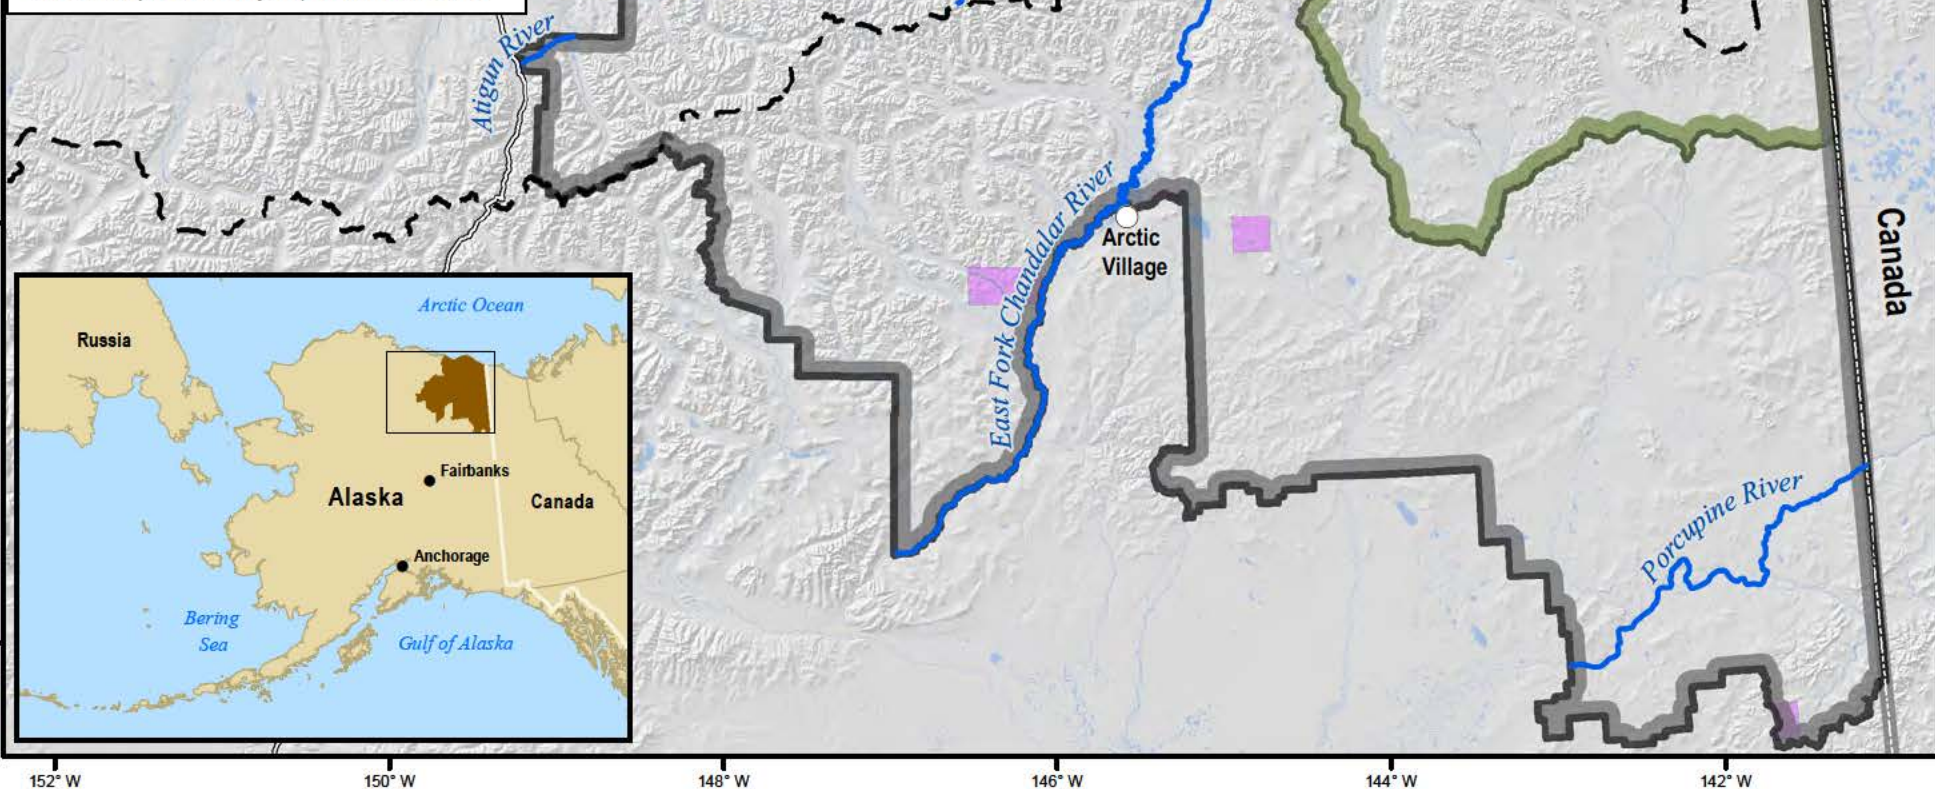 Atigun River
East Fork Chandalar River
Arctic
Village
Canada
Porcupine River
Arctic Ocean
Russia
Fairbanks
Alaska
Canada
Anchorage
Bering
Sea
Gulf of Alaska
152° W
150° W
148° W
146° W
144° W
142° W